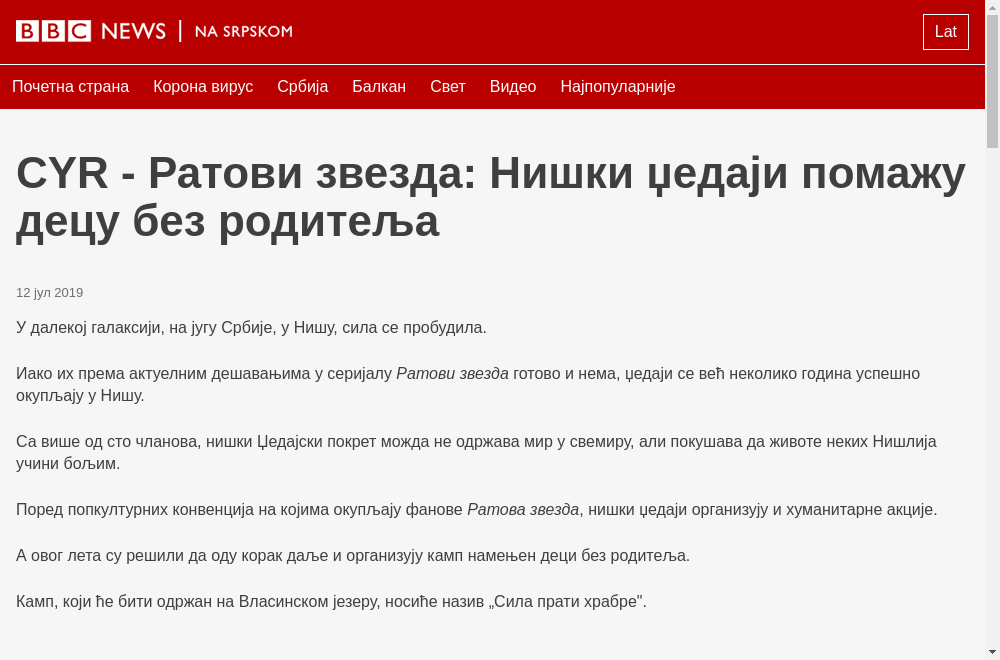 BBC NEWS | NA SRPSKOM
Lat
Почетна страна Корона вирус Србија Балкан Свет Видео Најпопуларније
CYR - Ратови звезда: Нишки џедаји помажу
децу без родитеља
12 јул 2019
У далекој галаксији, на југу Србије, у Нишу, сила се пробудила.
Иако их према актуелним дешавањима у серијалу Ратови звезда готово и нема, џедаји се већ неколико година успешно
окупљају у Нишу.
Са више од сто чланова, нишки Џедајски покрет можда не одржава мир у свемиру, али покушава да животе неких Нишлија
учини бољим.
Поред попкултурних конвенција на којима окупљају фанове Ратова звезда, нишки џедаји организују и хуманитарне акције.
А овог лета су решили да оду корак даље и организују камп намењен деци без родитеља.
Камп, који ће бити одржан на Власинском језеру, носиће назив „Сила прати храбре".